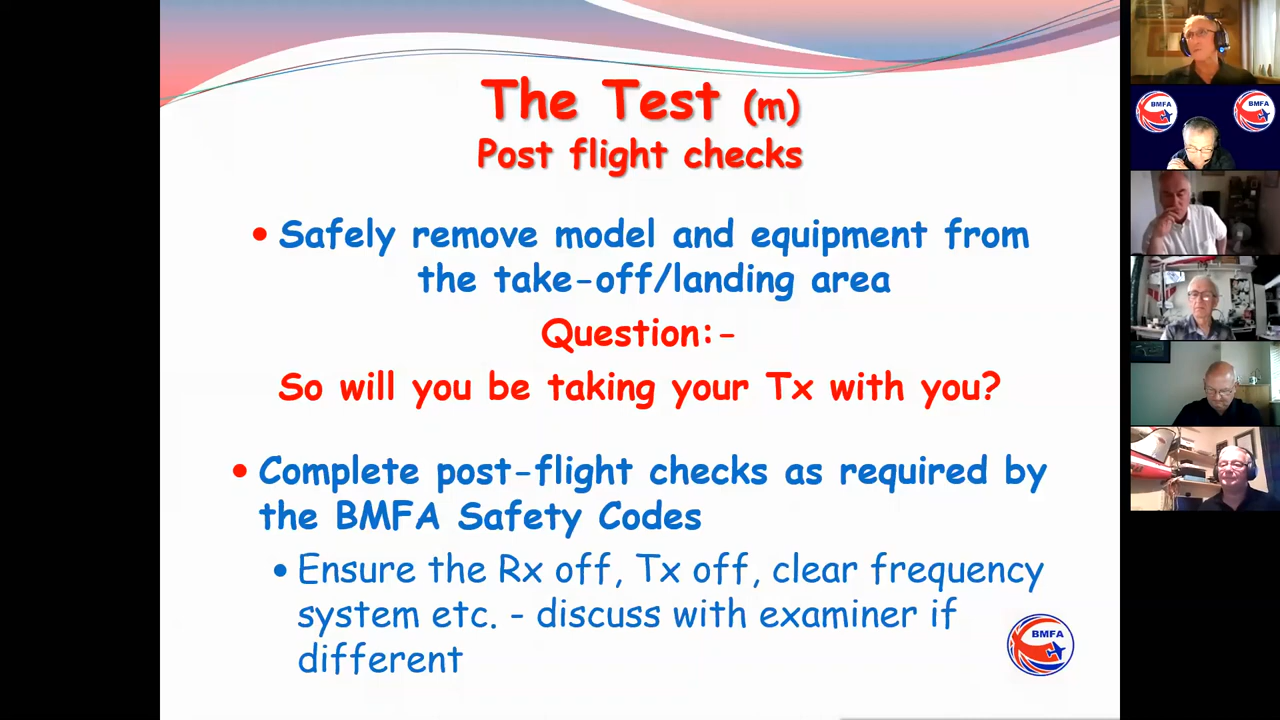 The Test (m)
Post flight checks
• Safely remove model and equipment from
the take-off/landing area
Question:-
So will you be taking your Tx with you?
• Complete post-flight checks as required by
the BMFA Safety Codes
• Ensure the Rx off, Tx off, clear frequency
system etc. - discuss with examiner if
different
BMFA
BMFA
BMFA